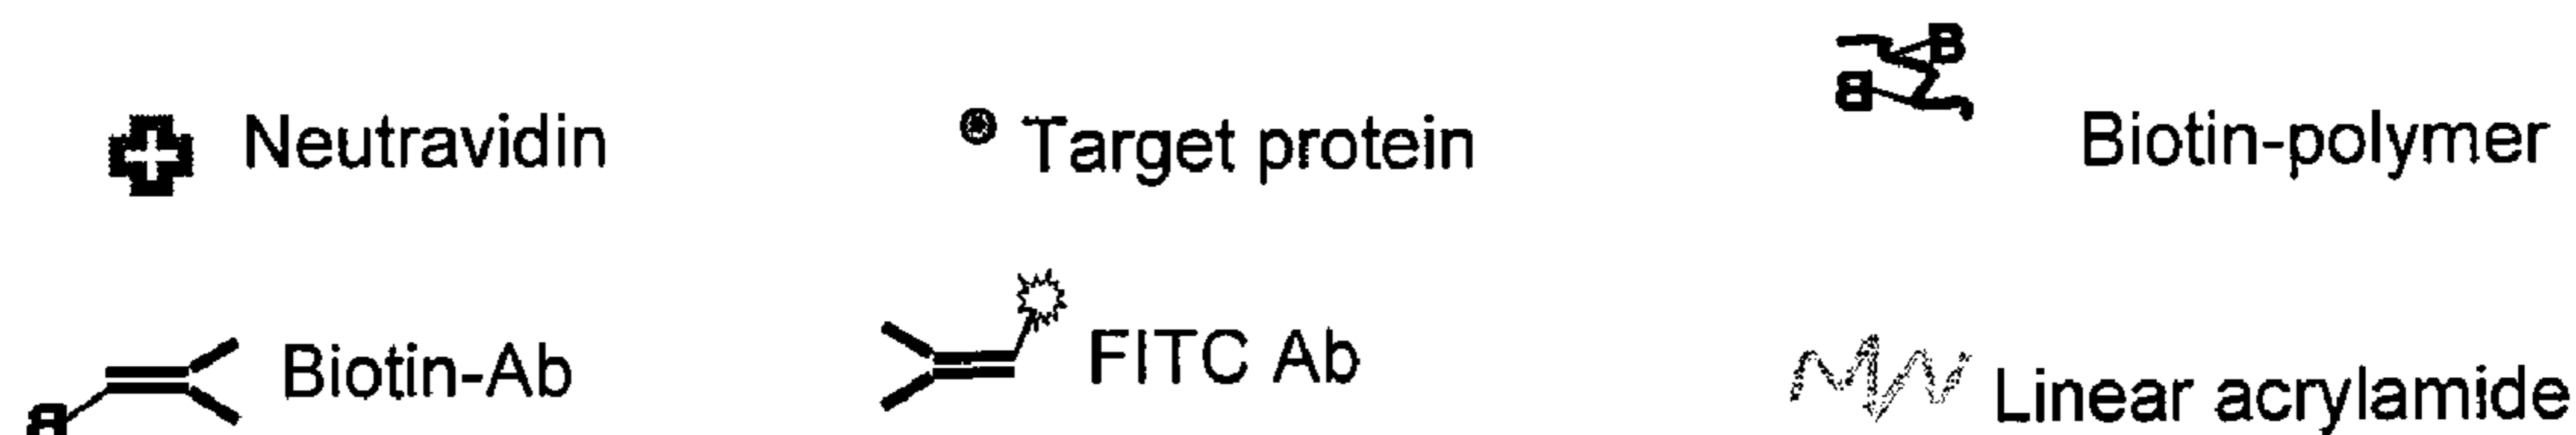 B
B
Neutravidin
Target protein
Biotin-polymer
Biotin-Ab
FITC Ab
B
Linear acrylamide